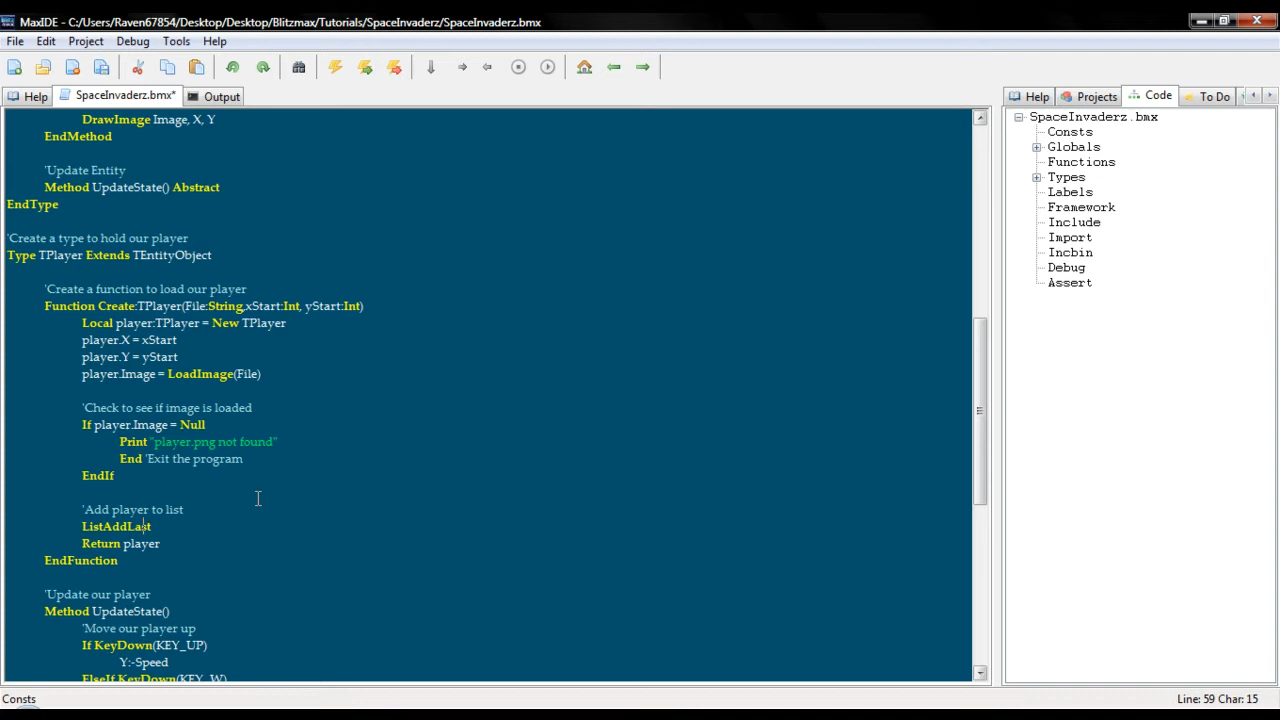 MaxIDE - C:/Users/Raven67854/Desktop/Desktop/Blitzmax/Tutorials/SpaceInvaderz/SpaceInvaderz.bmx
File Edit Project Debug Tools Help
Help SpaceInvaderz.bmx* Output
Help Projects Code To Do
DrawImage Image, X, Y
EndMethod
'Update Entity
Method UpdateState() Abstract
EndType
'Create a type to hold our player
Type TPlayer Extends TEntityObject
'Create a function to load our player
Function Create:TPlayer(File:String,xStart:Int, yStart:Int)
Local player:TPlayer = New TPlayer
player.X = xStart
player.Y = yStart
player.Image = LoadImage(File)
'Check to see if image is loaded
If player.Image = Null
Print "player.png not found"
End 'Exit the program
EndIf
'Add player to list
ListAddLast
Return player
EndFunction
'Update our player
Method UpdateState()
'Move our player up
If KeyDown(KEY_UP)
Y:-Speed
ElseIf KeyDown(KEY_W)
SpaceInvaderz.bmx
Consts
Globals
Functions
Types
Labels
Framework
Include
Import
Incbin
Debug
Assert
Consts
Line: 59 Char: 15